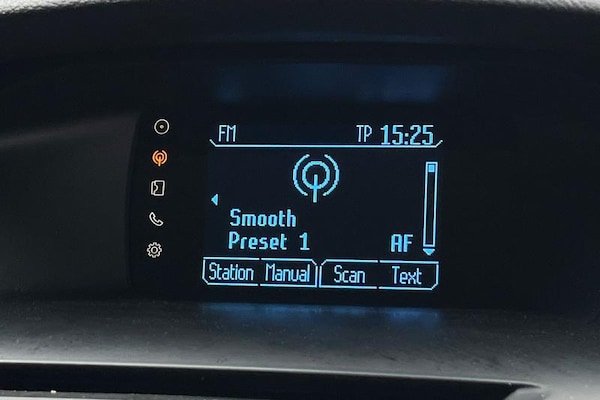 FM TP 15:25
Smooth
Preset 1 AF
Station Manual Scan Text